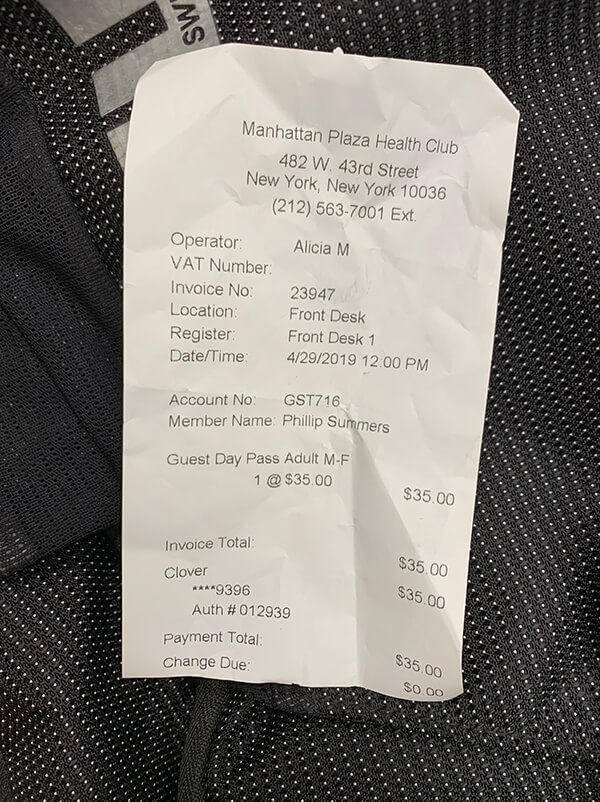 SW
Manhattan Plaza Health Club
482 W. 43rd Street
New York, New York 10036
(212) 563-7001 Ext.
Operator: Alicia M
VAT Number:
Invoice No: 23947
Location: Front Desk
Register: Front Desk 1
Date/Time: 4/29/2019 12:00 PM
Account No: GST716
Member Name: Phillip Summers
Guest Day Pass Adult M-F
1 @ $35.00 $35.00
Invoice Total: $35.00
Clover $35.00
****9396
Auth # 012939
Payment Total: $35.00
Change Due: $0.00